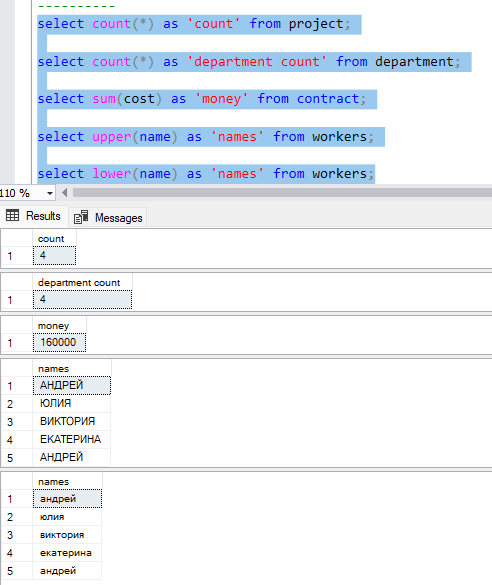 ----------
select count(*) as 'count' from project;
select count(*) as 'department count' from department;
select sum(cost) as 'money' from contract;
select upper(name) as 'names' from workers;
select lower(name) as 'names' from workers;
110 %
Results Messages
count
1 4
department count
1 4
money
1 160000
names
1 АНДРЕЙ
2 ЮЛИЯ
3 ВИКТОРИЯ
4 ЕКАТЕРИНА
5 АНДРЕЙ
names
1 андрей
2 юлия
3 виктория
4 екатерина
5 андрей